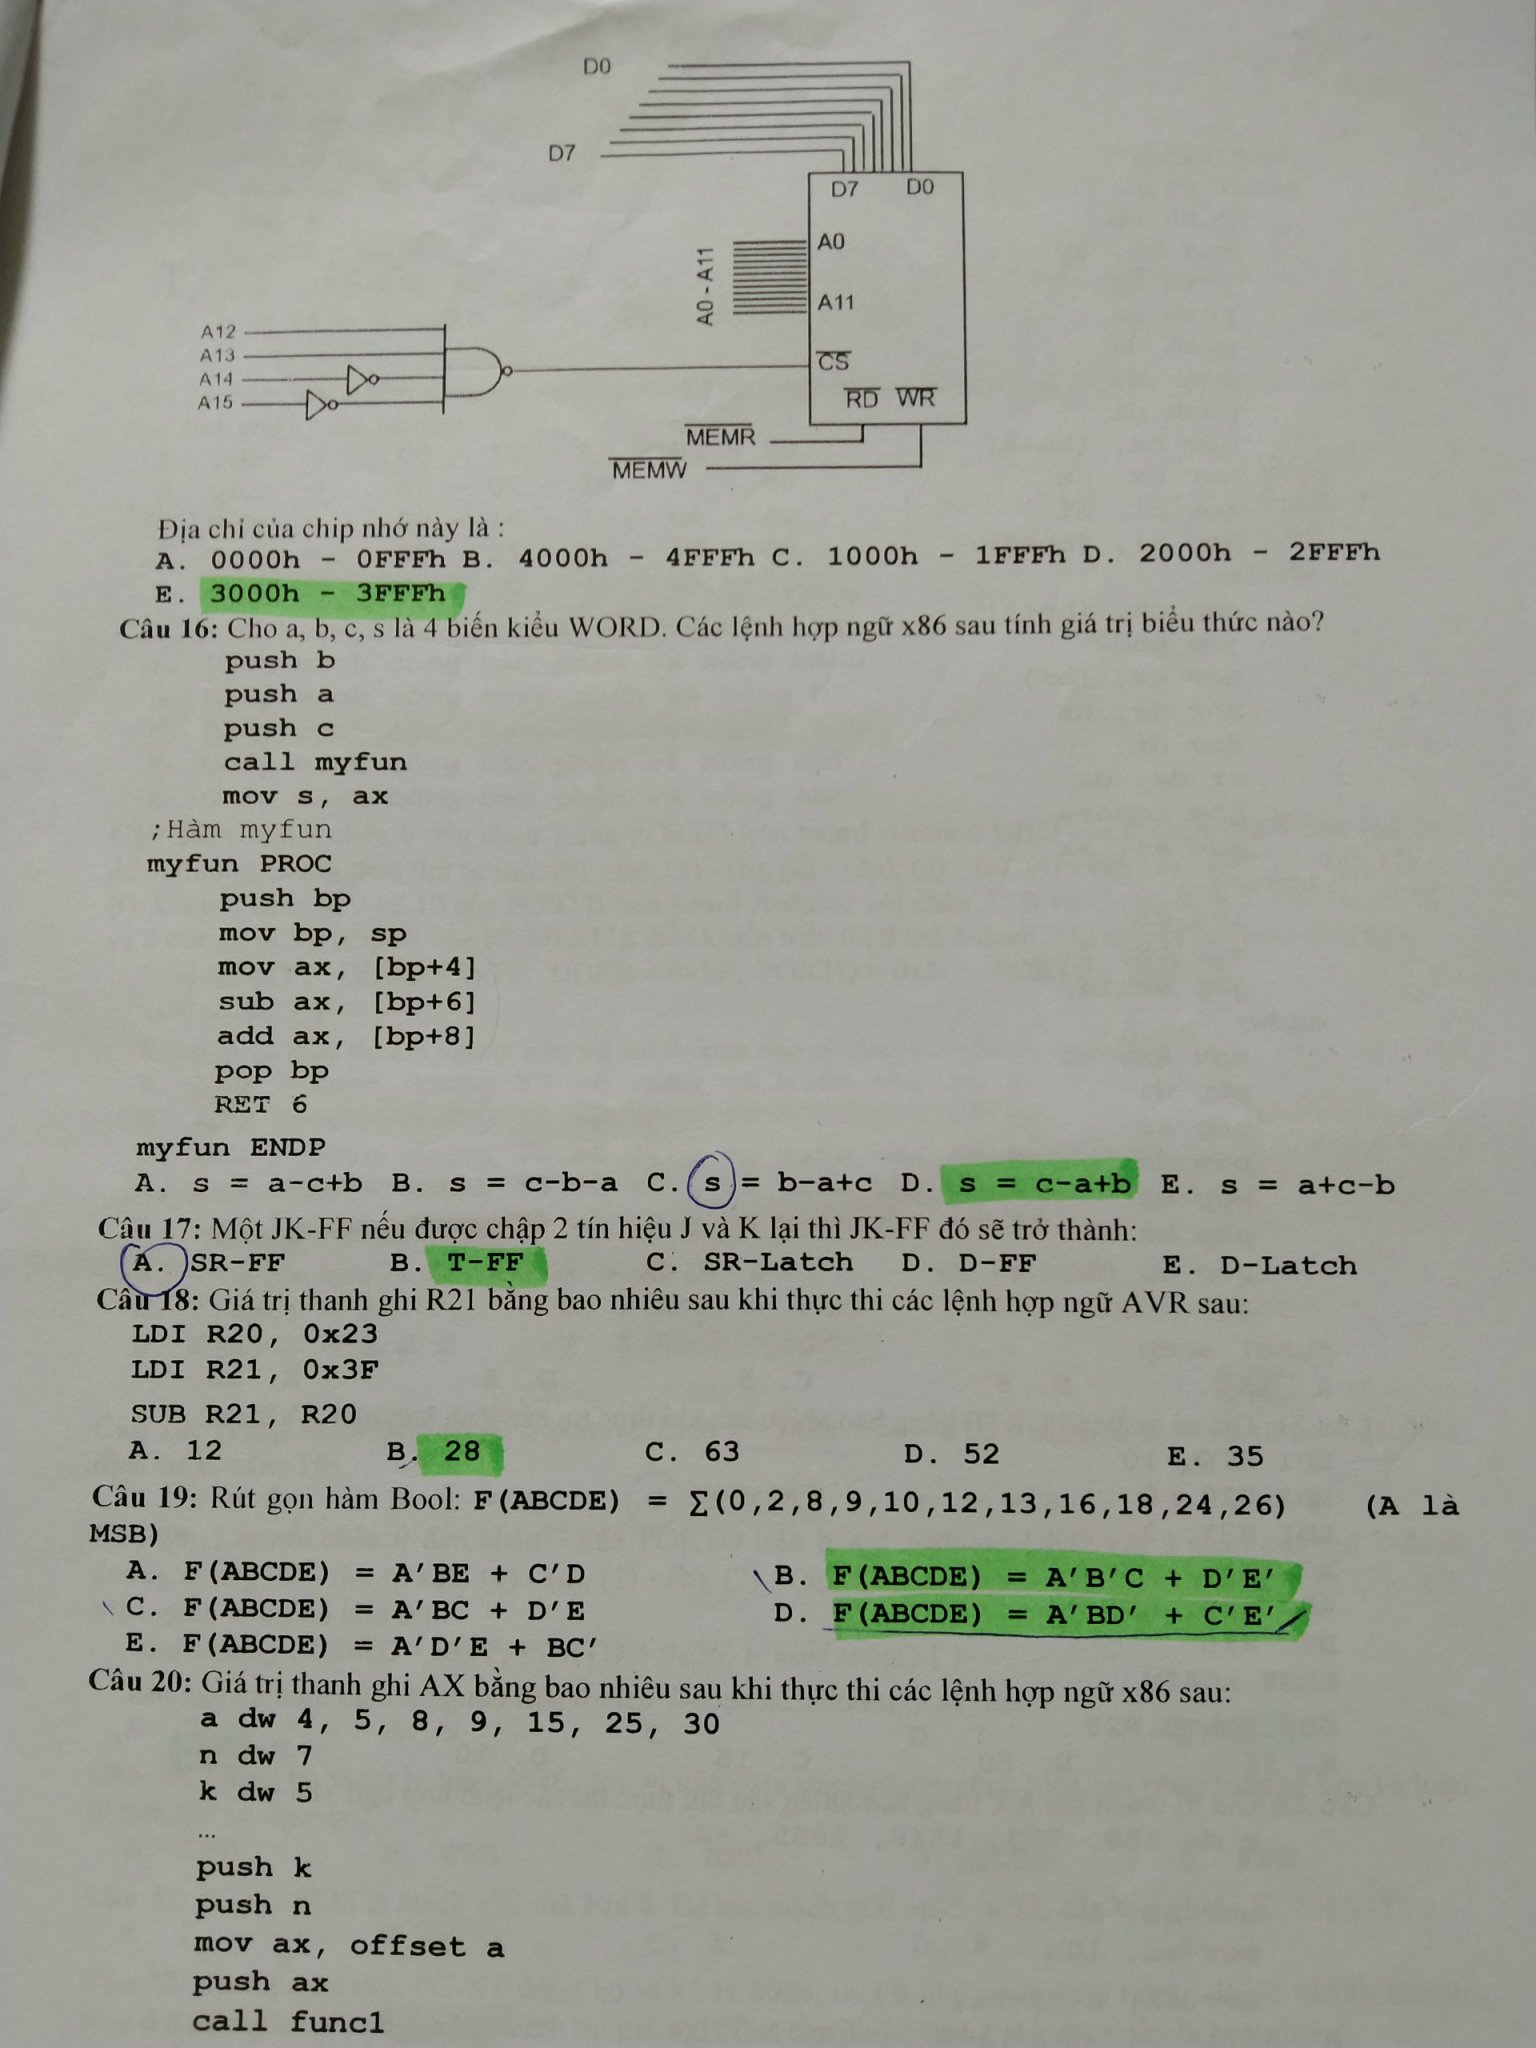 D0
D7
D7 D0
A0
A0 - A11
A11
A12
A13
A14
A15
CS
RD WR
MEMR
MEMW
Địa chỉ của chip nhớ này là :
A. 0000h - 0FFFh B. 4000h - 4FFFh C. 1000h - 1FFFh D. 2000h - 2FFFh
E. 3000h - 3FFFh
Câu 16: Cho a, b, c, s là 4 biến kiểu WORD. Các lệnh hợp ngữ x86 sau tính giá trị biểu thức nào?
push b
push a
push c
call myfun
mov s, ax
;Hàm myfun
myfun PROC
push bp
mov bp, sp
mov ax, [bp+4]
sub ax, [bp+6]
add ax, [bp+8]
pop bp
RET 6
myfun ENDP
A. s = a-c+b B. s = c-b-a C. s = b-a+c D. s = c-a+b E. s = a+c-b
Câu 17: Một JK-FF nếu được chập 2 tín hiệu J và K lại thì JK-FF đó sẽ trở thành:
A. SR-FF B. T-FF C. SR-Latch D. D-FF E. D-Latch
Câu 18: Giá trị thanh ghi R21 bằng bao nhiêu sau khi thực thi các lệnh hợp ngữ AVR sau:
LDI R20, 0x23
LDI R21, 0x3F
SUB R21, R20
A. 12 B. 28 C. 63 D. 52 E. 35
Câu 19: Rút gọn hàm Bool: F(ABCDE) = ∑(0,2,8,9,10,12,13,16,18,24,26) (A là
MSB)
A. F(ABCDE) = A'BE + C'D B. F(ABCDE) = A'B'C + D'E'
C. F(ABCDE) = A'BC + D'E D. F(ABCDE) = A'BD' + C'E'
E. F(ABCDE) = A'D'E + BC'
Câu 20: Giá trị thanh ghi AX bằng bao nhiêu sau khi thực thi các lệnh hợp ngữ x86 sau:
a dw 4, 5, 8, 9, 15, 25, 30
n dw 7
k dw 5
...
push k
push n
mov ax, offset a
push ax
call func1